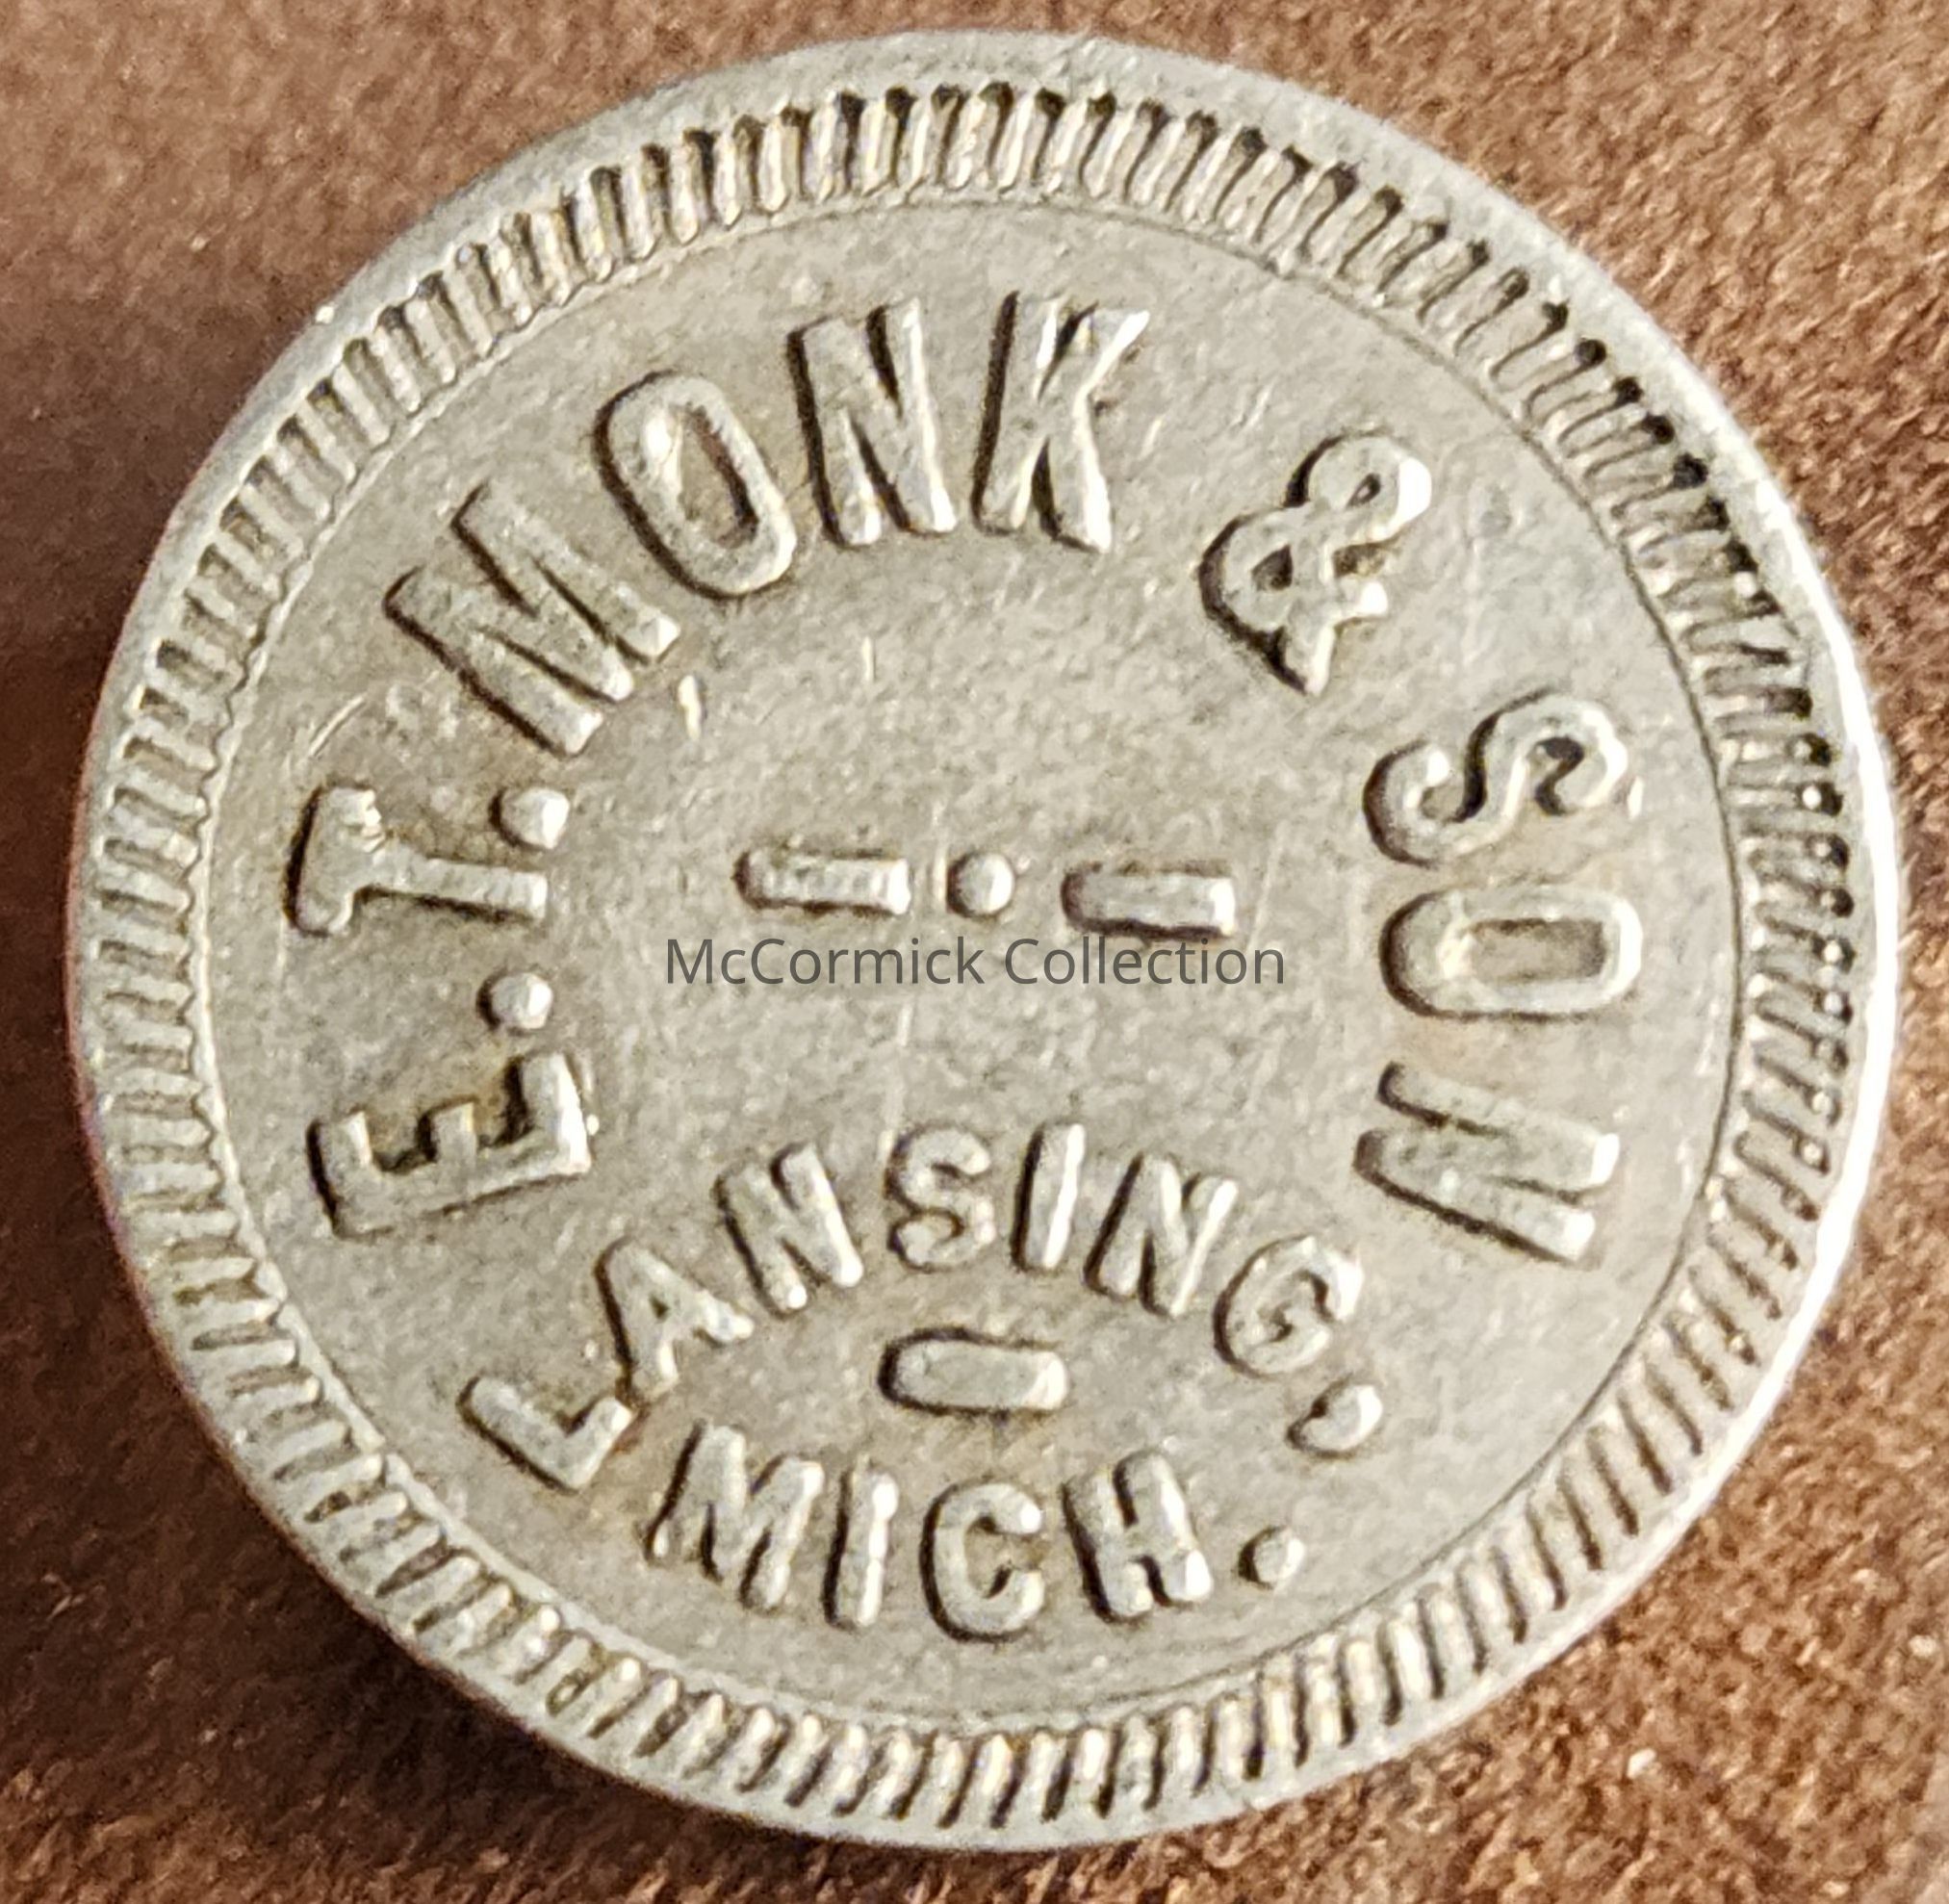 E.T. MONK & SON
McCormick Collection
LANSING,
MICH.